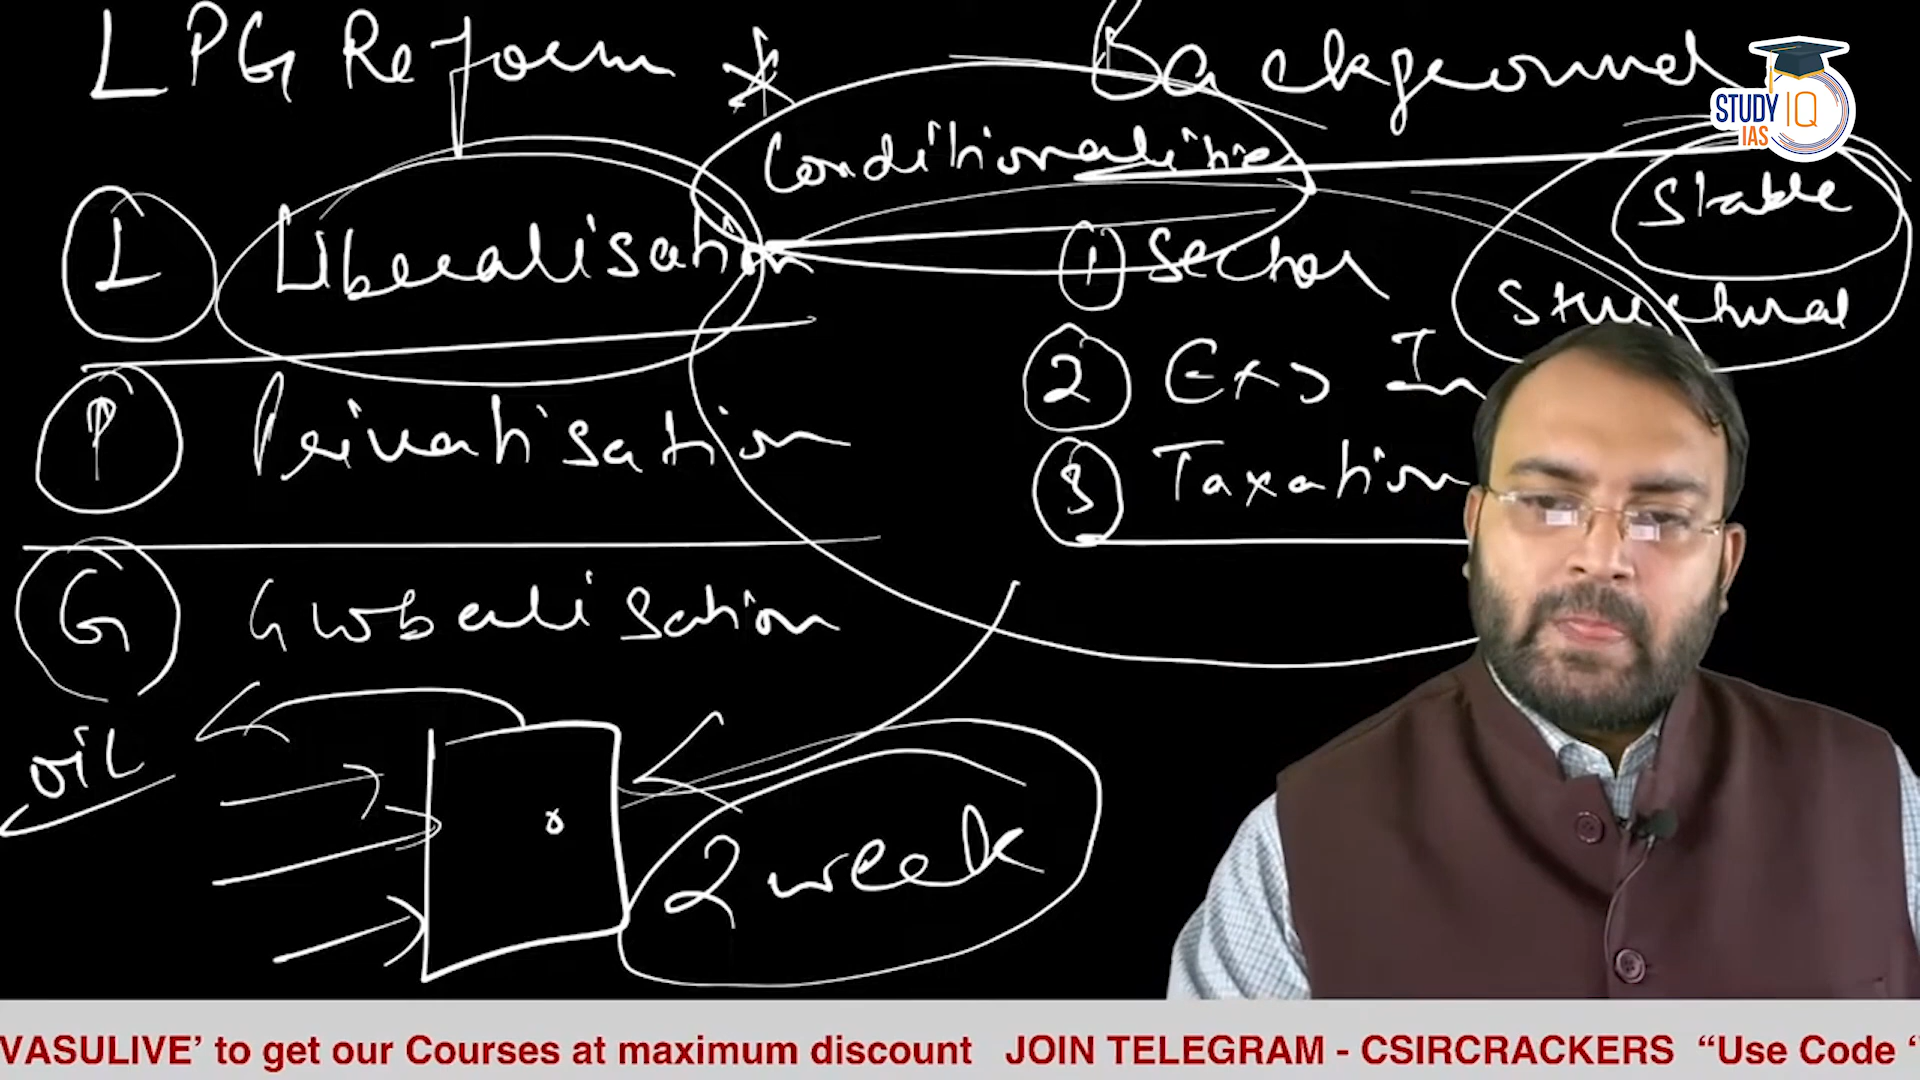 LPG Reform * Background
STUDY IQ
IAS
Conditionalities
Stable
L Liberalisation
1 Sector
Structural
2 Ex
P Privatisation
3 Taxation
G Globalisation
oil
2 week
VASULIVE’ to get our Courses at maximum discount JOIN TELEGRAM - CSIRCRACKERS “Use Code ‘